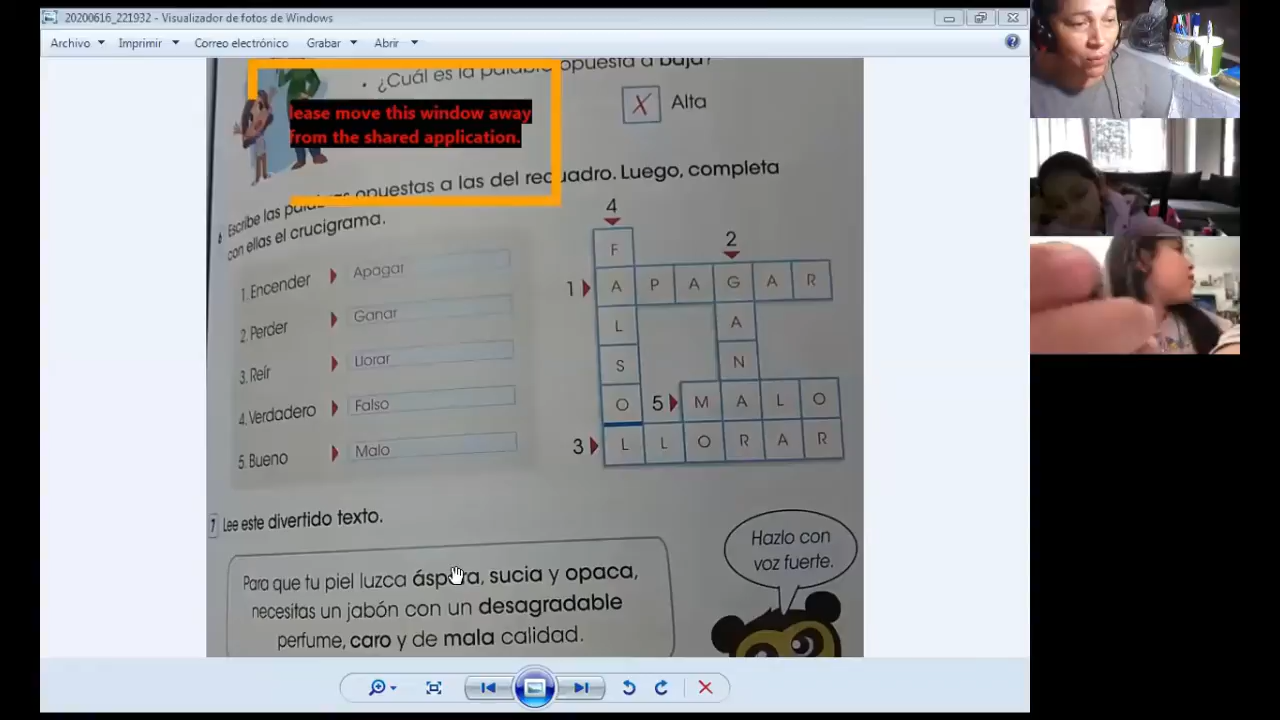 20200616_221932 - Visualizador de fotos de Windows
Archivo Imprimir Correo electrónico Grabar Abrir
• ¿Cuál es la palabra opuesta a baja?
X Alta
lease move this window away
from the shared application.
6 Escribe las palabras opuestas a las del recuadro. Luego, completa
con ellas el crucigrama.
1. Encender Apagar
2. Perder Ganar
3. Reír Llorar
4. Verdadero Falso
5. Bueno Malo
4
2
F
1 A P A G A R
L A
S N
O 5 M A L O
3 L L O R A R
7 Lee este divertido texto.
Para que tu piel luzca áspera, sucia y opaca,
necesitas un jabón con un desagradable
perfume, caro y de mala calidad.
Hazlo con
voz fuerte.